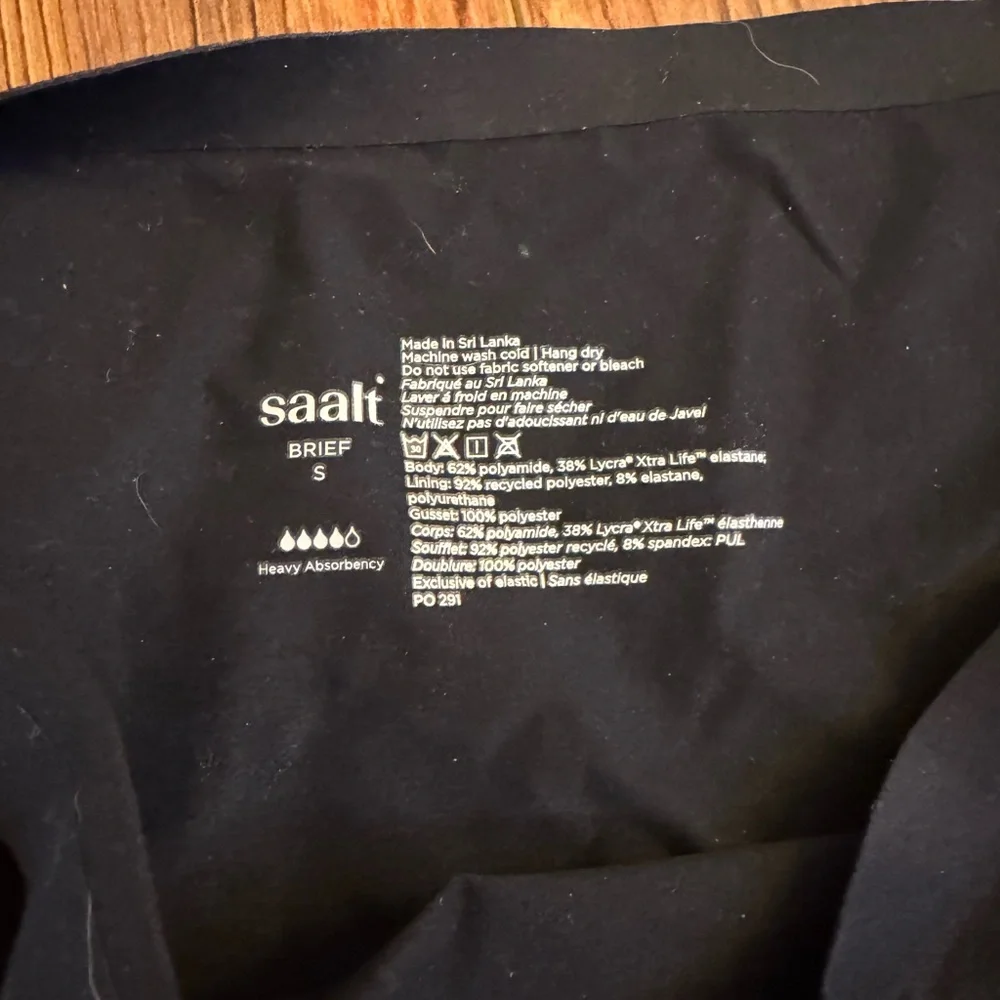 saalt
BRIEF
S
Heavy Absorbency
Made in Sri Lanka
Machine wash cold | Hang dry
Do not use fabric softener or bleach
Fabriqué au Sri Lanka
Laver á froid en machine
Suspendre pour faire sécher
N'utilisez pas d'adoucissant ni d'eau de Javel
30
Body: 62% polyamide, 38% Lycra® Xtra Life™ elastane;
Lining: 92% recycled polyester, 8% elastane,
polyurethane
Gusset: 100% polyester
Corps: 62% polyamide, 38% Lycra® Xtra Life™ élasthenne
Soufflet: 92% polyester recyclé, 8% spandex: PUL
Doublure: 100% polyester
Exclusive of elastic | Sans élastique
PO 291